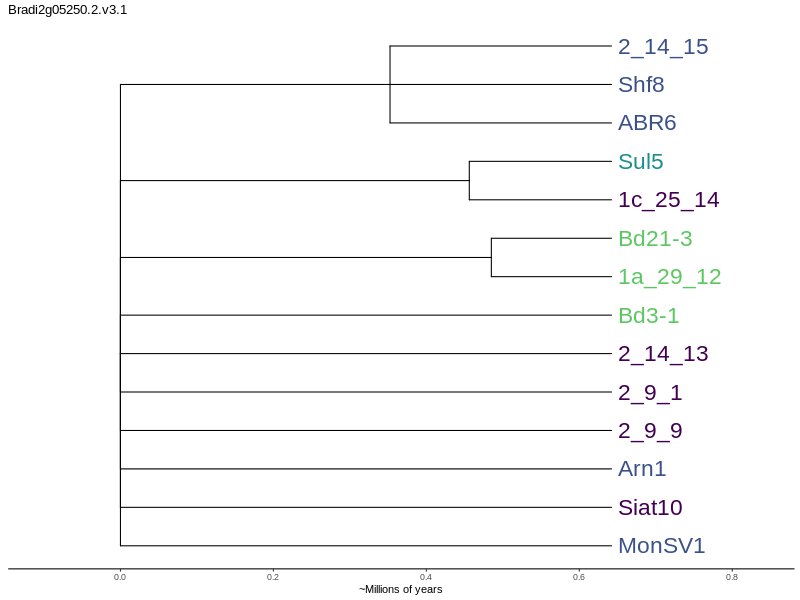 Bradi2g05250.2.v3.1
2_14_15
Shf8
ABR6
Sul5
1c_25_14
Bd21-3
1a_29_12
Bd3-1
2_14_13
2_9_1
2_9_9
Arn1
Siat10
MonSV1
0.0 0.2 0.4 0.6 0.8
~Millions of years